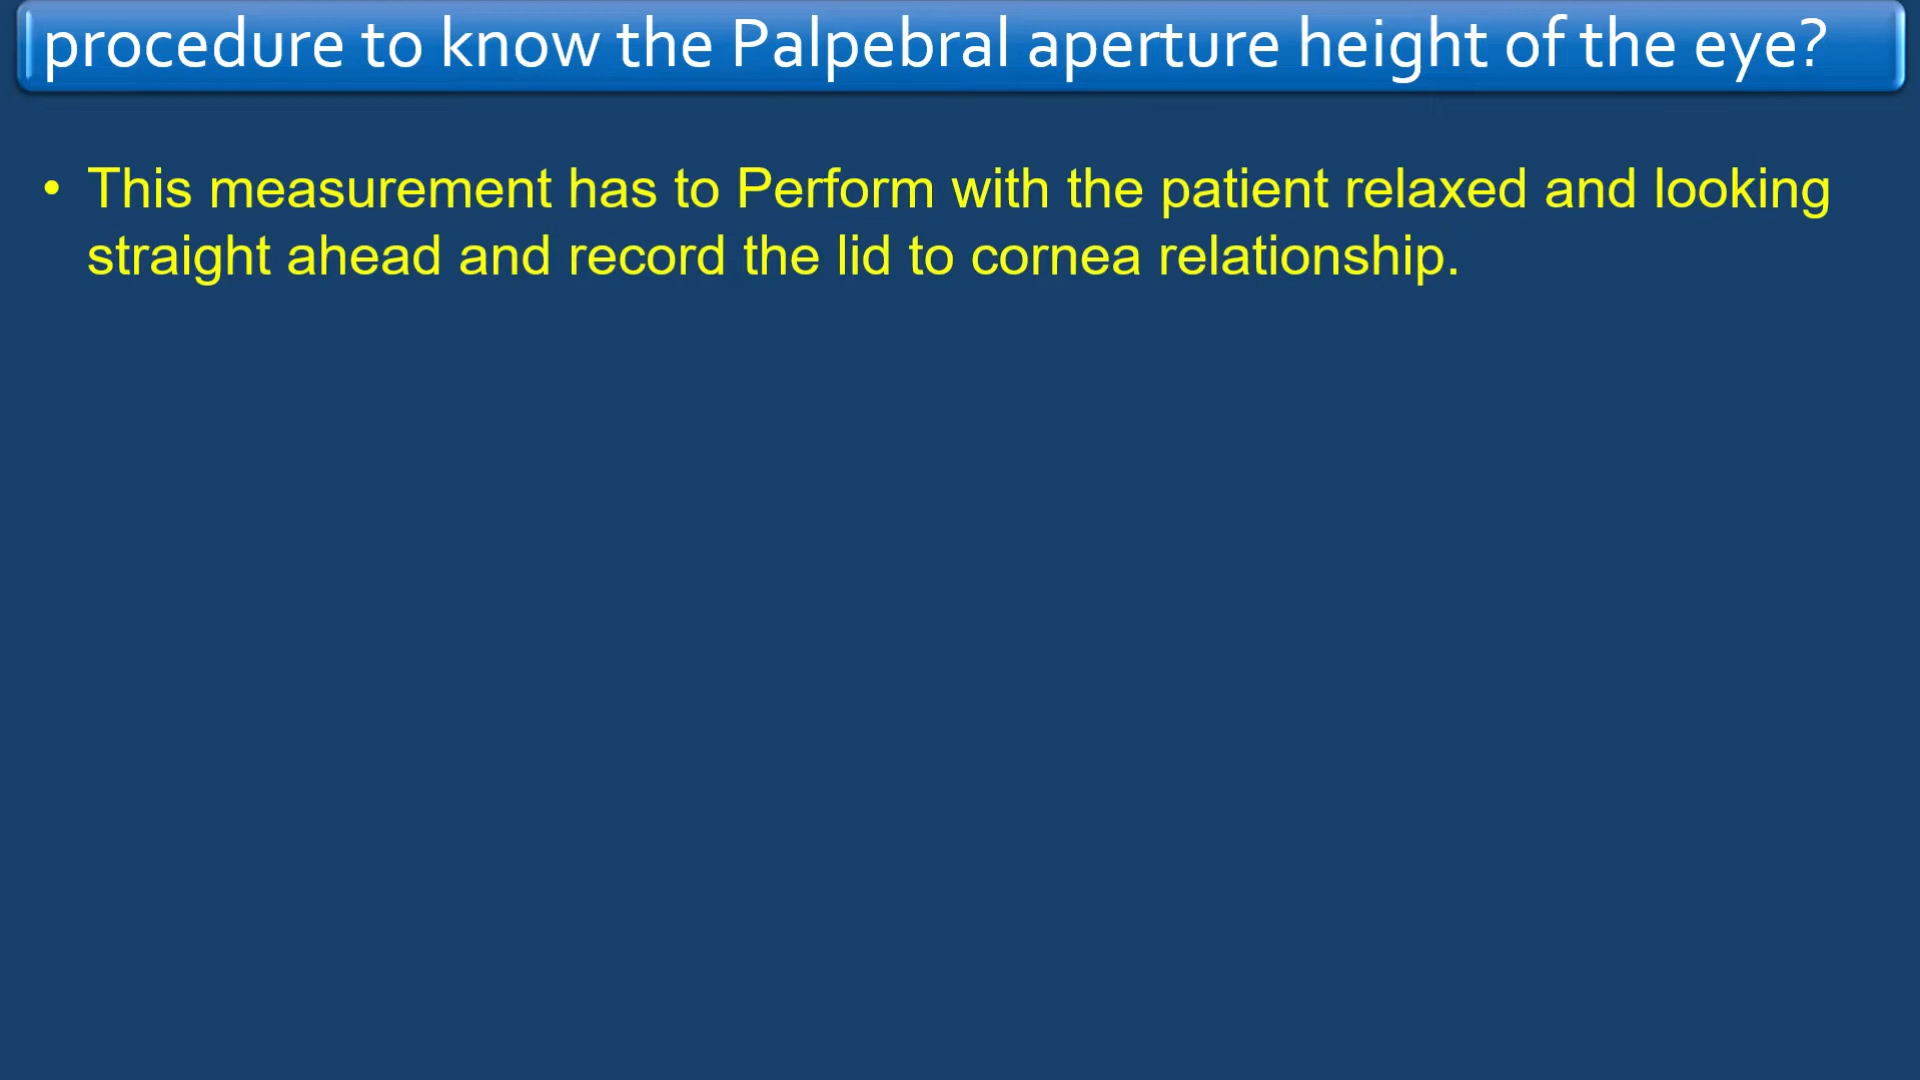 procedure to know the Palpebral aperture height of the eye?
• This measurement has to Perform with the patient relaxed and looking
straight ahead and record the lid to cornea relationship.